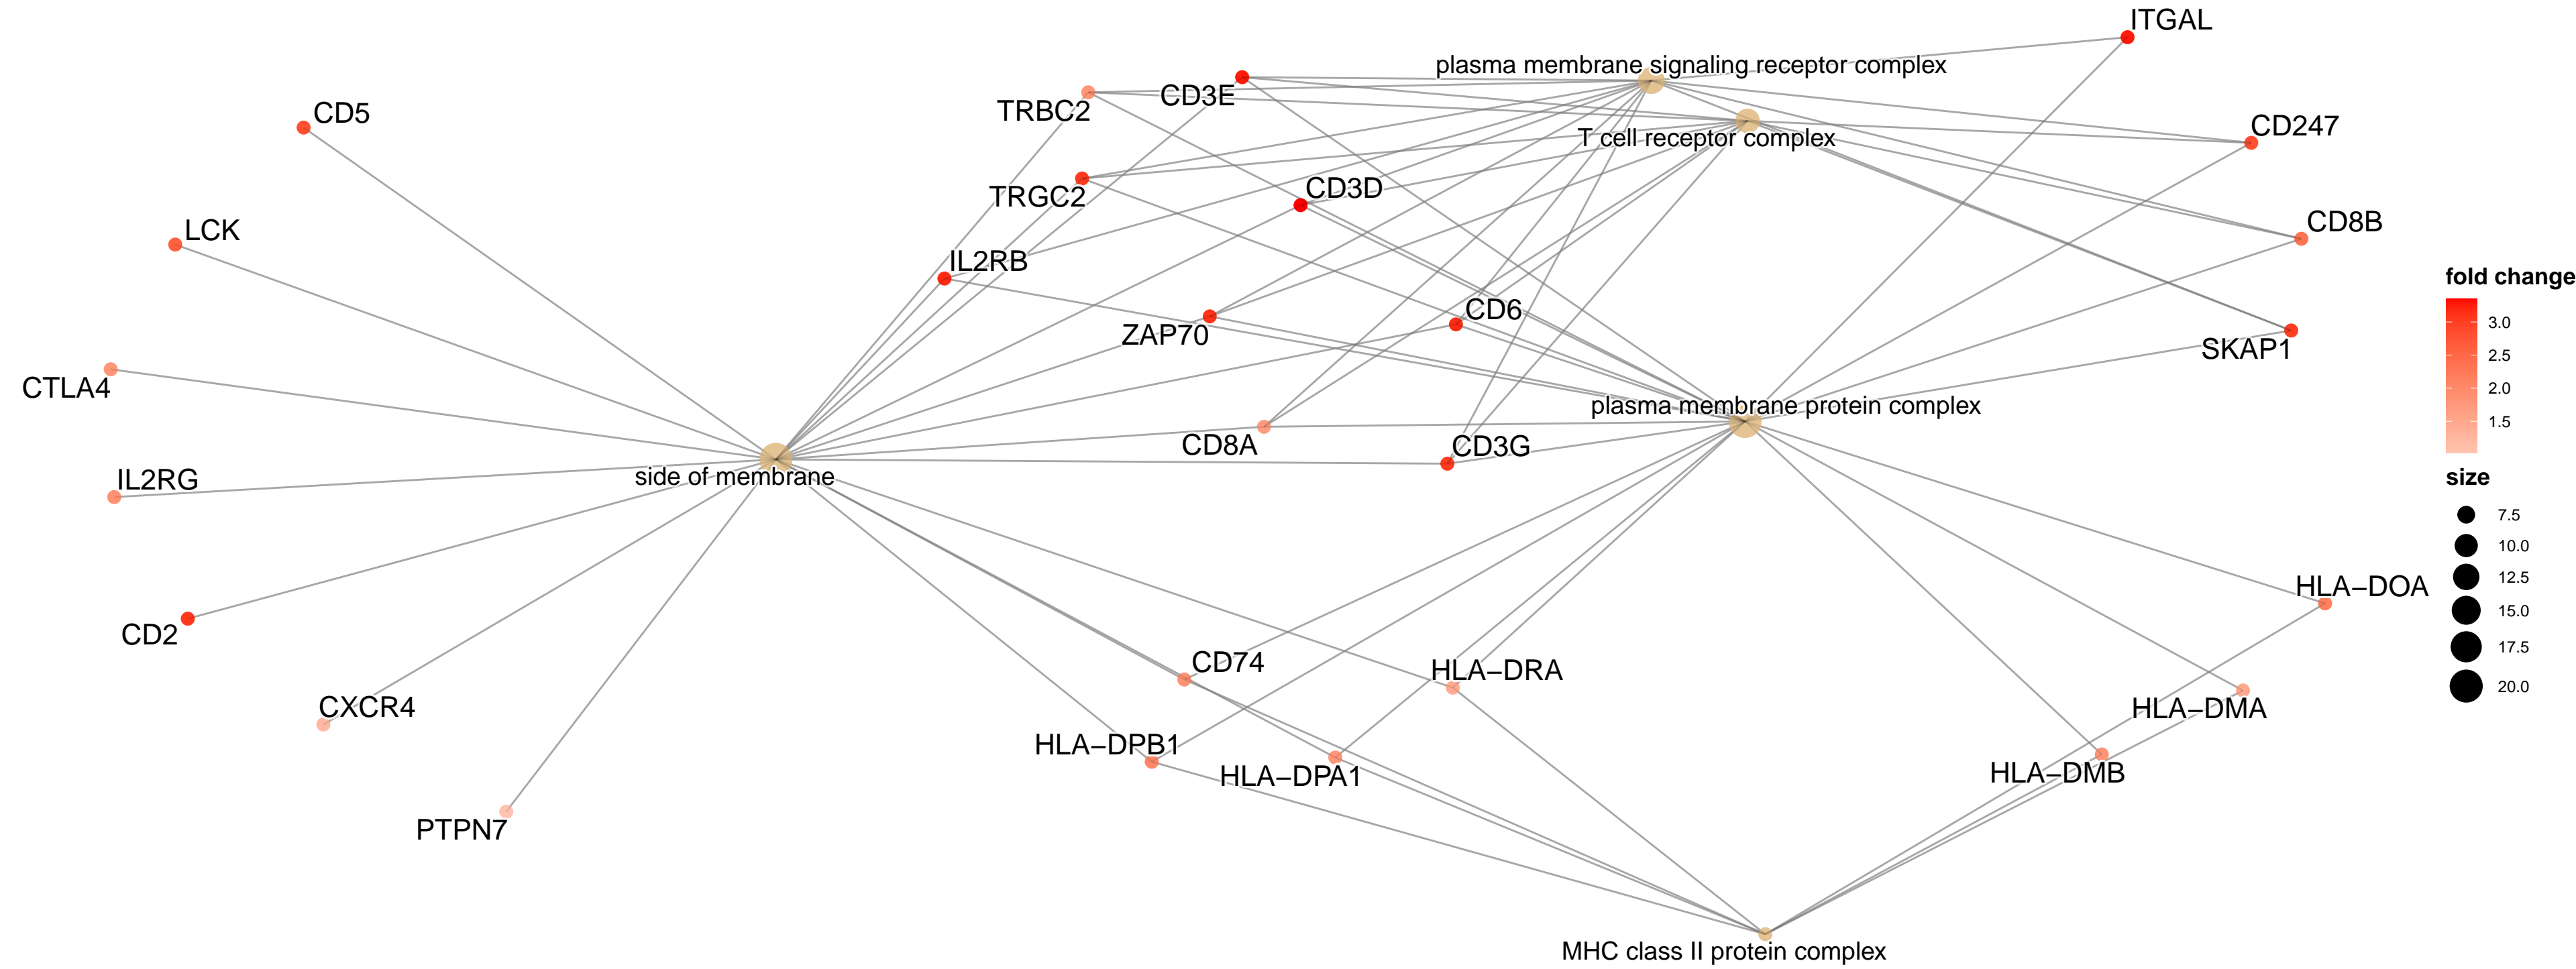 ITGAL
plasma membrane signaling receptor complex
CD3E
TRBC2
CD5
CD247
T cell receptor complex
CD3D
TRGC2
CD8B
LCK
IL2RB
fold change
3.0
2.5
2.0
1.5
CD6
ZAP70
SKAP1
CTLA4
plasma membrane protein complex
CD8A
CD3G
IL2RG
side of membrane
size
7.5
10.0
12.5
15.0
17.5
20.0
HLA−DOA
CD2
CD74
HLA−DRA
CXCR4
HLA−DMA
HLA−DPB1
HLA−DPA1
HLA−DMB
PTPN7
MHC class II protein complex